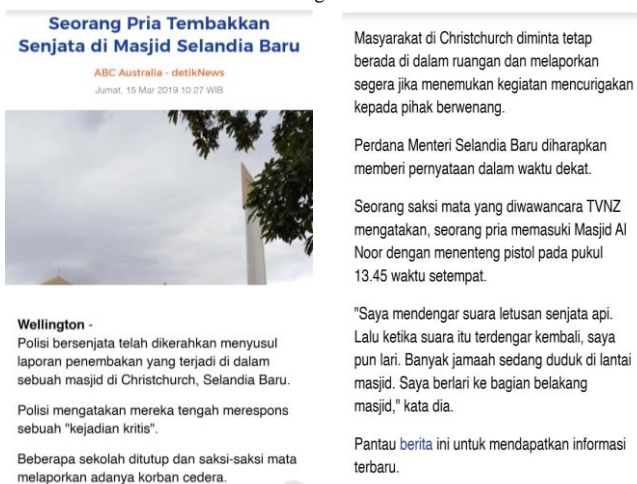 Seorang Pria Tembakkan
Senjata di Masjid Selandia Baru
ABC Australia - detikNews
Jumat, 15 Mar 2019 10:27 WIB
Wellington -
Polisi bersenjata telah dikerahkan menyusul
laporan penembakan yang terjadi di dalam
sebuah masjid di Christchurch, Selandia Baru.
Polisi mengatakan mereka tengah merespons
sebuah "kejadian kritis".
Beberapa sekolah ditutup dan saksi-saksi mata
melaporkan adanya korban cedera.
Masyarakat di Christchurch diminta tetap
berada di dalam ruangan dan melaporkan
segera jika menemukan kegiatan mencurigakan
kepada pihak berwenang.
Perdana Menteri Selandia Baru diharapkan
memberi pernyataan dalam waktu dekat.
Seorang saksi mata yang diwawancara TVNZ
mengatakan, seorang pria memasuki Masjid Al
Noor dengan menenteng pistol pada pukul
13.45 waktu setempat.
"Saya mendengar suara letusan senjata api.
Lalu ketika suara itu terdengar kembali, saya
pun lari. Banyak jamaah sedang duduk di lantai
masjid. Saya berlari ke bagian belakang
masjid," kata dia.
Pantau berita ini untuk mendapatkan informasi
terbaru.